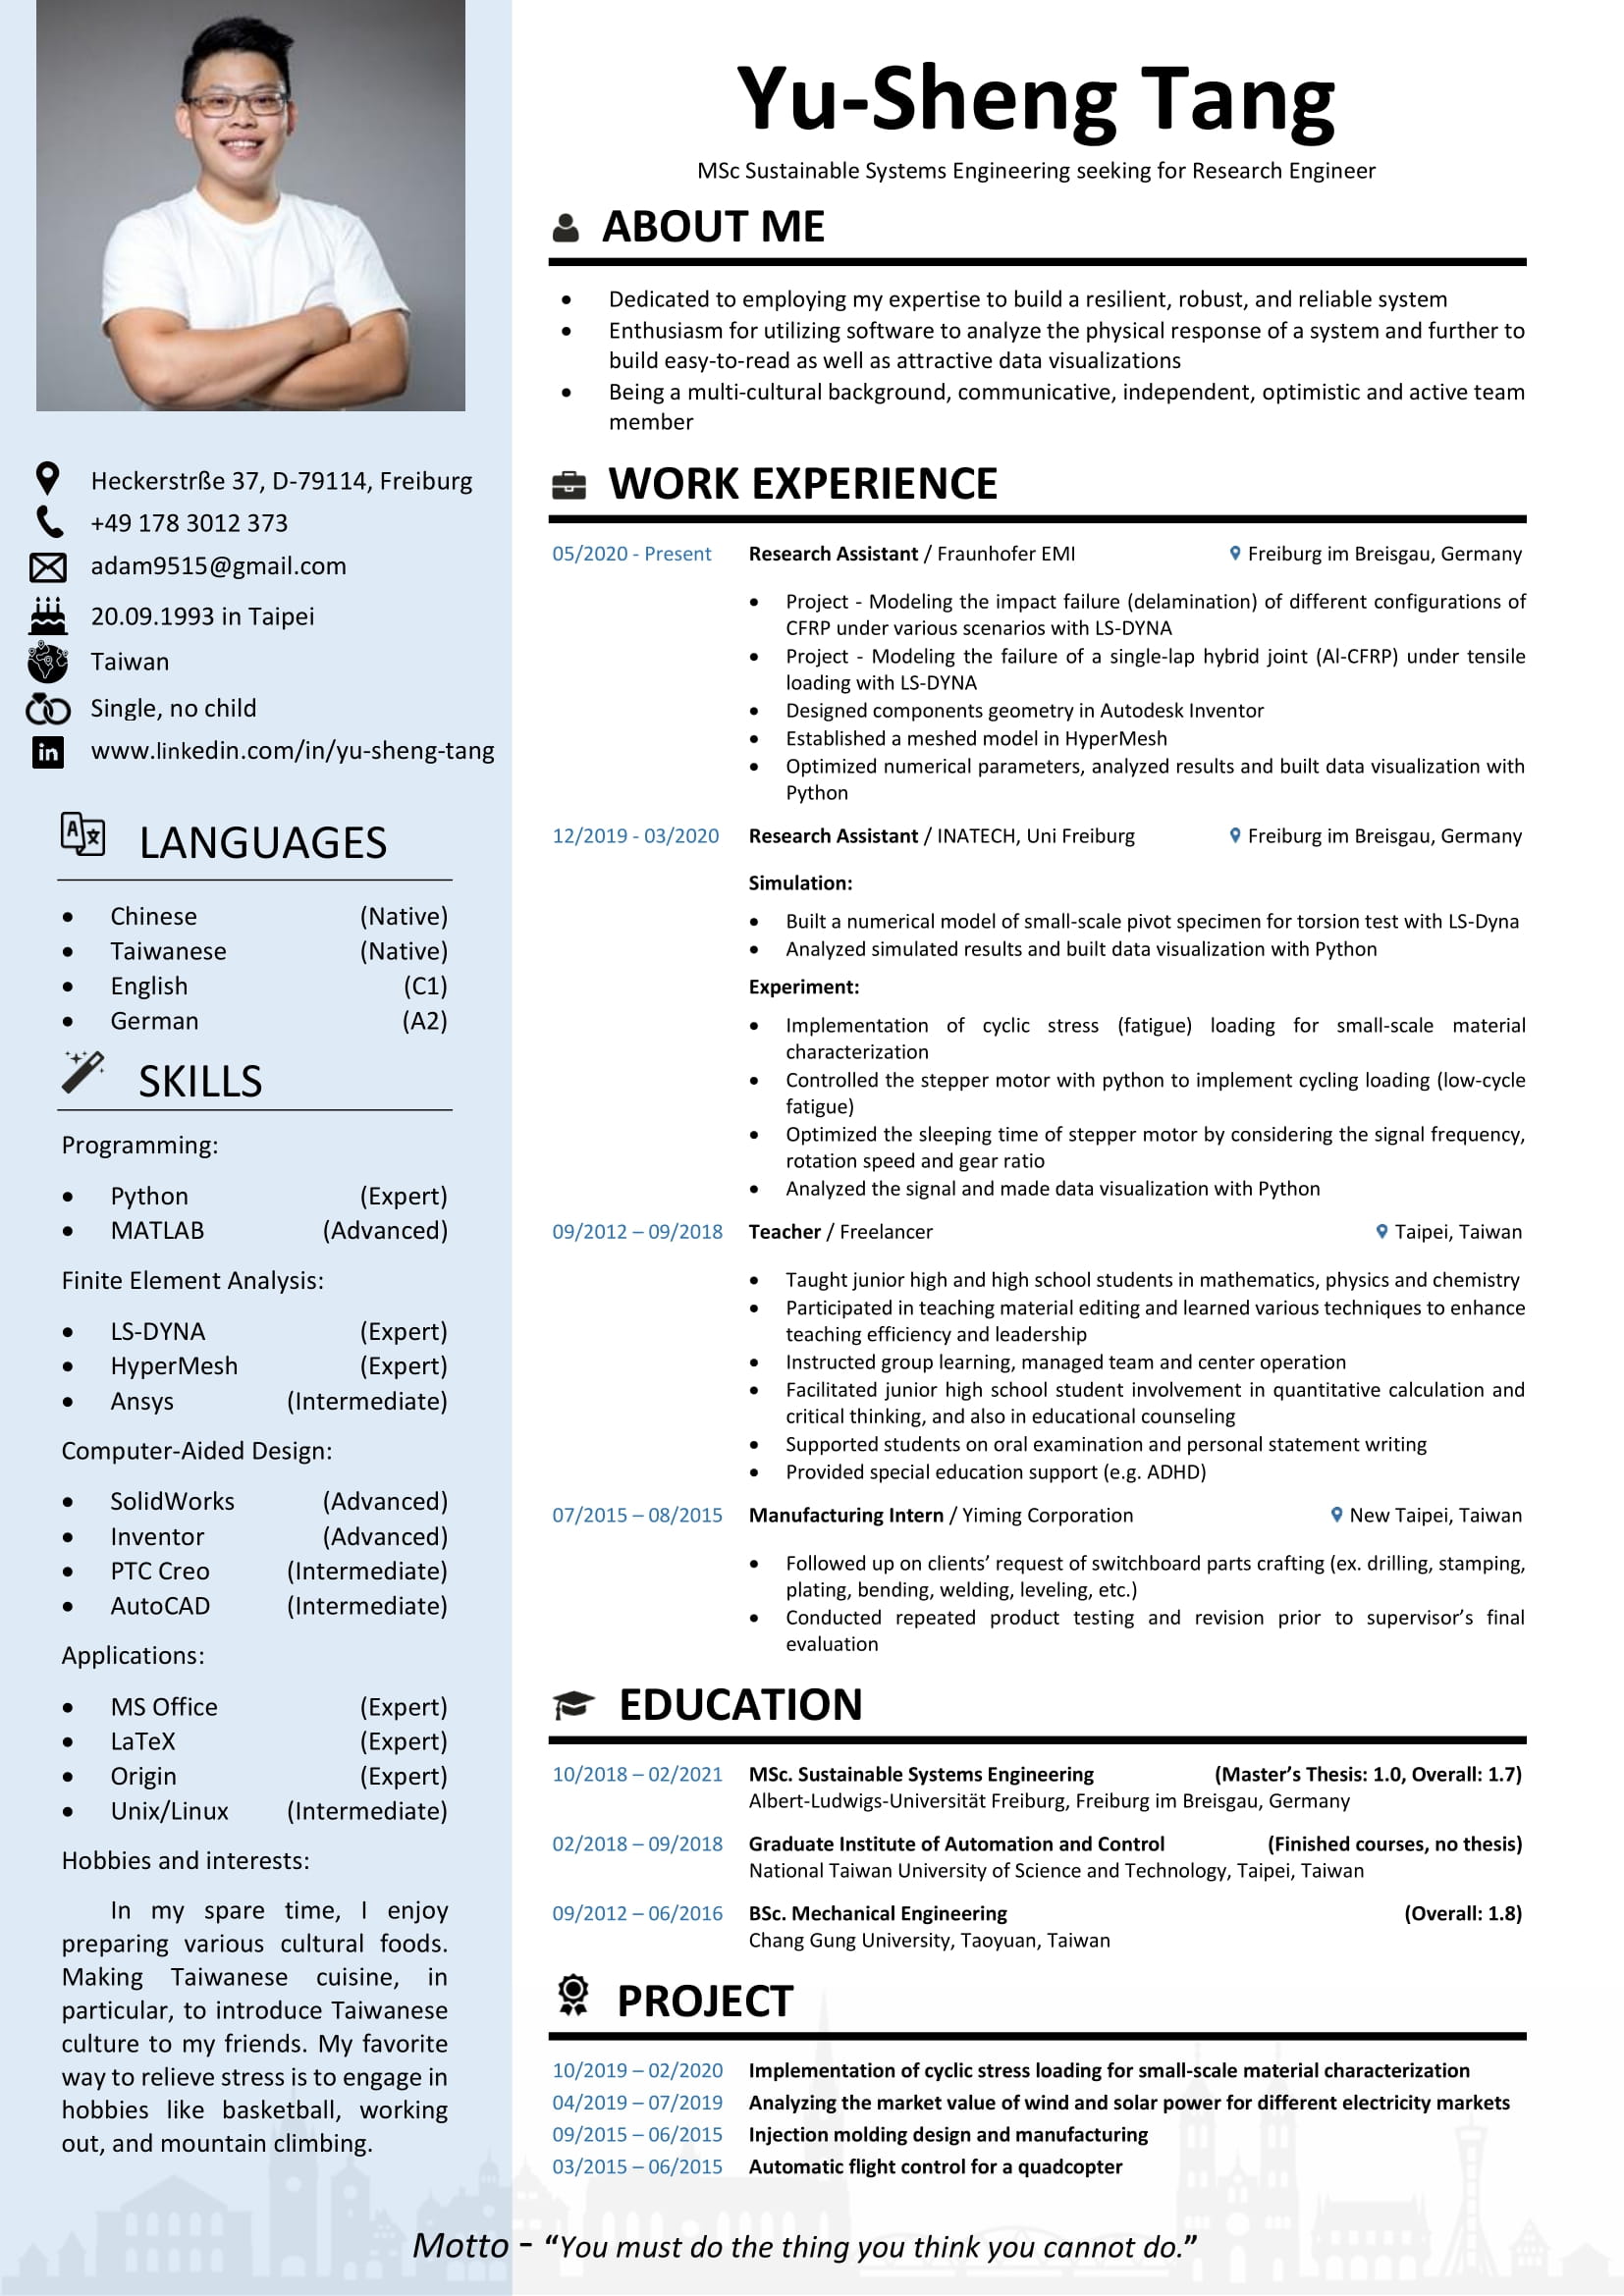 Yu-Sheng Tang
MSc Sustainable Systems Engineering seeking for Research Engineer
Heckerstrße 37, D-79114, Freiburg
+49 178 3012 373
adam9515@gmail.com
20.09.1993 in Taipei
Taiwan
Single, no child
in
www.linkedin.com/in/yu-sheng-tang
A
LANGUAGES
• Chinese (Native)
• Taiwanese (Native)
• English (C1)
• German (A2)
SKILLS
Programming:
• Python (Expert)
• MATLAB (Advanced)
Finite Element Analysis:
• LS-DYNA (Expert)
• HyperMesh (Expert)
• Ansys (Intermediate)
Computer-Aided Design:
• SolidWorks (Advanced)
• Inventor (Advanced)
• PTC Creo (Intermediate)
• AutoCAD (Intermediate)
Applications:
• MS Office (Expert)
• LaTeX (Expert)
• Origin (Expert)
• Unix/Linux (Intermediate)
Hobbies and interests:
In my spare time, I enjoy
preparing various cultural foods.
Making Taiwanese cuisine, in
particular, to introduce Taiwanese
culture to my friends. My favorite
way to relieve stress is to engage in
hobbies like basketball, working
out, and mountain climbing.
ABOUT ME
• Dedicated to employing my expertise to build a resilient, robust, and reliable system
• Enthusiasm for utilizing software to analyze the physical response of a system and further to
build easy-to-read as well as attractive data visualizations
• Being a multi-cultural background, communicative, independent, optimistic and active team
member
WORK EXPERIENCE
05/2020 - Present Research Assistant / Fraunhofer EMI Freiburg im Breisgau, Germany
• Project - Modeling the impact failure (delamination) of different configurations of
CFRP under various scenarios with LS-DYNA
• Project - Modeling the failure of a single-lap hybrid joint (Al-CFRP) under tensile
loading with LS-DYNA
• Designed components geometry in Autodesk Inventor
• Established a meshed model in HyperMesh
• Optimized numerical parameters, analyzed results and built data visualization with
Python
12/2019 - 03/2020 Research Assistant / INATECH, Uni Freiburg Freiburg im Breisgau, Germany
Simulation:
• Built a numerical model of small-scale pivot specimen for torsion test with LS-Dyna
• Analyzed simulated results and built data visualization with Python
Experiment:
• Implementation of cyclic stress (fatigue) loading for small-scale material
characterization
• Controlled the stepper motor with python to implement cycling loading (low-cycle
fatigue)
• Optimized the sleeping time of stepper motor by considering the signal frequency,
rotation speed and gear ratio
• Analyzed the signal and made data visualization with Python
09/2012 – 09/2018 Teacher / Freelancer Taipei, Taiwan
• Taught junior high and high school students in mathematics, physics and chemistry
• Participated in teaching material editing and learned various techniques to enhance
teaching efficiency and leadership
• Instructed group learning, managed team and center operation
• Facilitated junior high school student involvement in quantitative calculation and
critical thinking, and also in educational counseling
• Supported students on oral examination and personal statement writing
• Provided special education support (e.g. ADHD)
07/2015 – 08/2015 Manufacturing Intern / Yiming Corporation New Taipei, Taiwan
• Followed up on clients’ request of switchboard parts crafting (ex. drilling, stamping,
plating, bending, welding, leveling, etc.)
• Conducted repeated product testing and revision prior to supervisor’s final
evaluation
EDUCATION
10/2018 – 02/2021 MSc. Sustainable Systems Engineering (Master’s Thesis: 1.0, Overall: 1.7)
Albert-Ludwigs-Universität Freiburg, Freiburg im Breisgau, Germany
02/2018 – 09/2018 Graduate Institute of Automation and Control (Finished courses, no thesis)
National Taiwan University of Science and Technology, Taipei, Taiwan
09/2012 – 06/2016 BSc. Mechanical Engineering (Overall: 1.8)
Chang Gung University, Taoyuan, Taiwan
PROJECT
10/2019 – 02/2020 Implementation of cyclic stress loading for small-scale material characterization
04/2019 – 07/2019 Analyzing the market value of wind and solar power for different electricity markets
09/2015 – 06/2015 Injection molding design and manufacturing
03/2015 – 06/2015 Automatic flight control for a quadcopter
Motto - “You must do the thing you think you cannot do.”